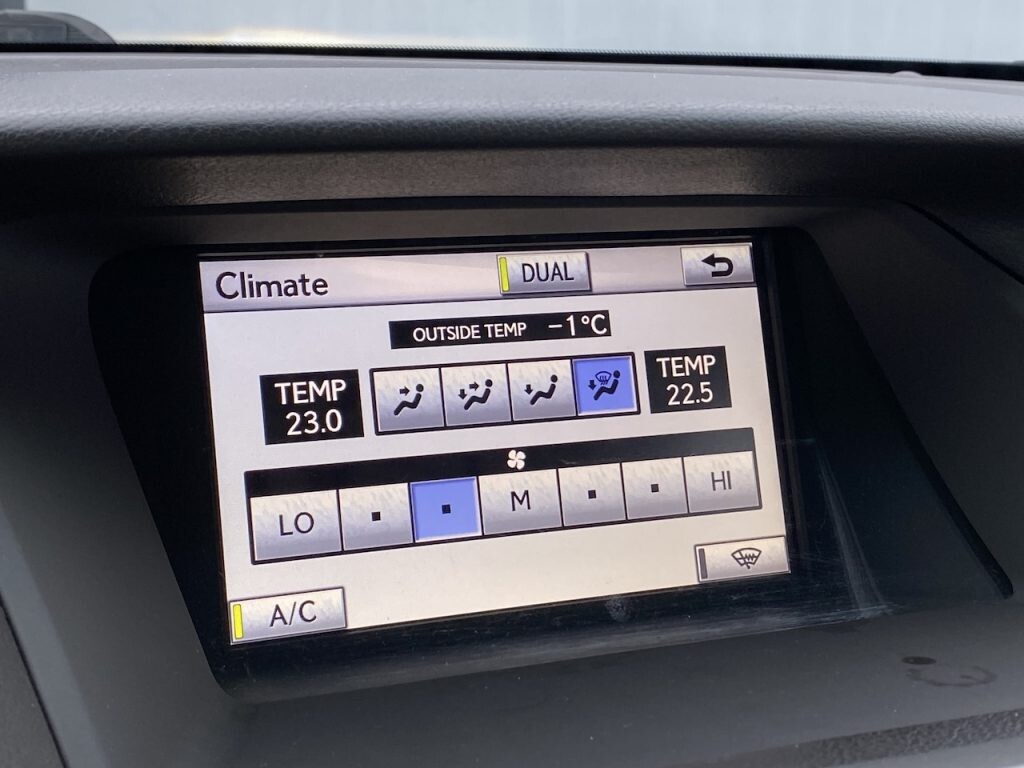 Climate
DUAL
OUTSIDE TEMP -1°C
TEMP
23.0
TEMP
22.5
LO
M
HI
A/C